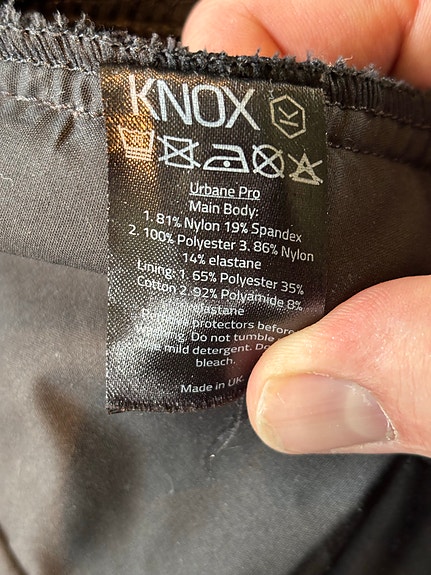 KNOX
Urbane Pro
Main Body:
1. 81% Nylon 19% Spandex
2. 100% Polyester 3. 86% Nylon
14% elastane
Lining: 1. 65% Polyester 35%
Cotton 2. 92% Polyamide 8%
elastane
protectors before
Do not tumble
mild detergent.
bleach.
Made in UK